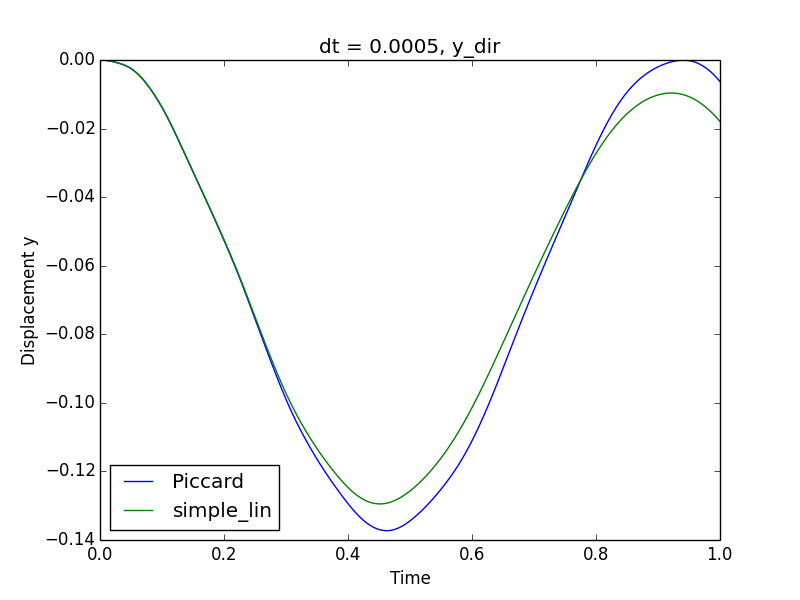 dt = 0.0005, y_dir
0.00
−0.02
−0.04
−0.06
−0.08
−0.10
−0.12
−0.14
Displacement y
Piccard
simple_lin
0.0 0.2 0.4 0.6 0.8 1.0
Time